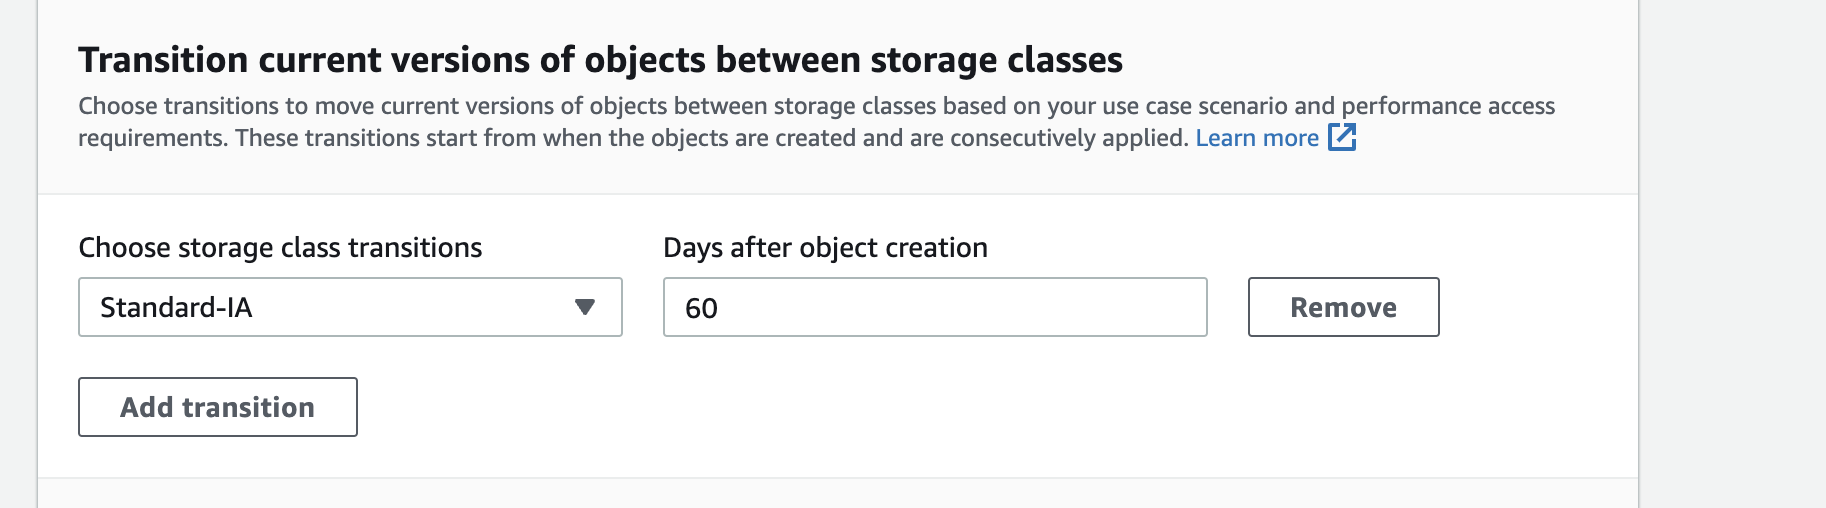 Transition current versions of objects between storage classes
Choose transitions to move current versions of objects between storage classes based on your use case scenario and performance access
requirements. These transitions start from when the objects are created and are consecutively applied. Learn more
Choose storage class transitions
Days after object creation
Standard-IA
60
Remove
Add transition